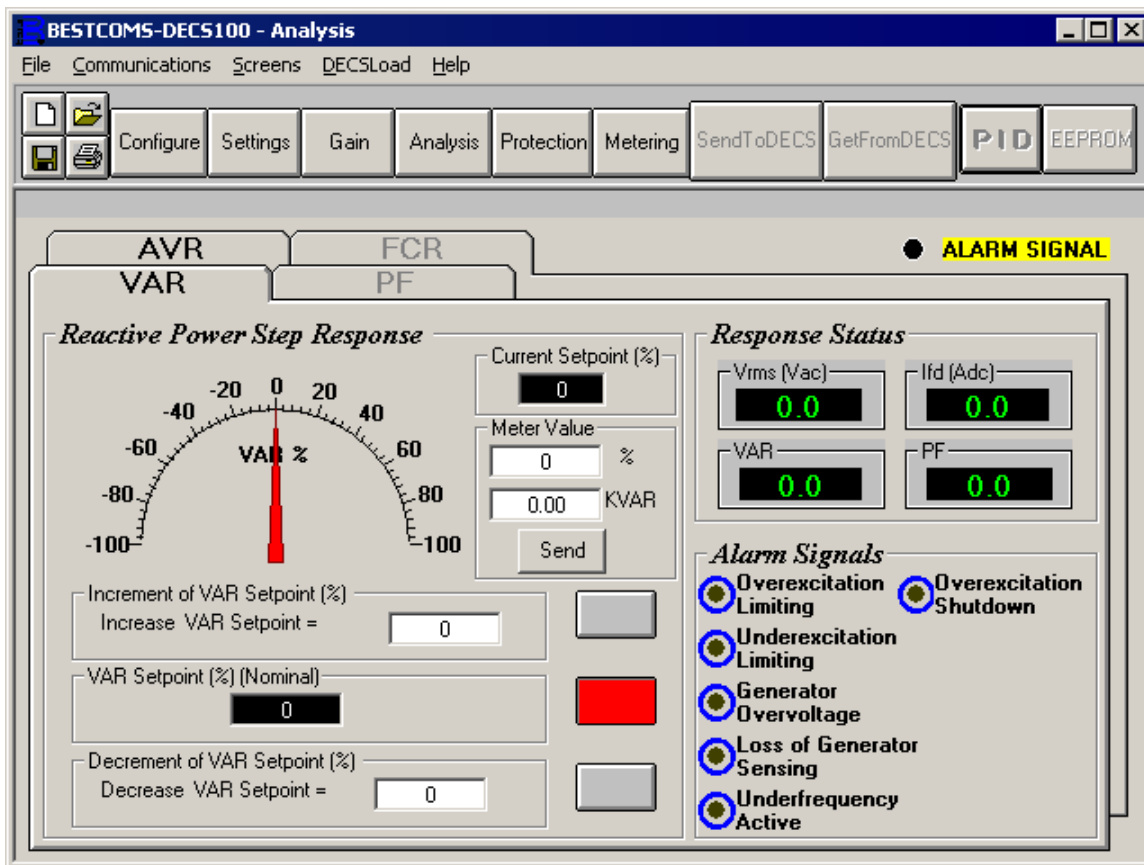 BESTCOMS-DECS100 - Analysis
File Communications Screens DECSLoad Help
Configure Settings Gain Analysis Protection Metering SendToDECS GetFromDECS PID EEPROM
AVR FCR
ALARM SIGNAL
VAR PF
Reactive Power Step Response
-100 -80 -60 -40 -20 0 20 40 60 80 100
VAR %
Current Setpoint (%)
0
Meter Value
0 %
0.00 KVAR
Send
Increment of VAR Setpoint (%)
Increase VAR Setpoint = 0
VAR Setpoint (%) (Nominal)
0
Decrement of VAR Setpoint (%)
Decrease VAR Setpoint = 0
Response Status
Vrms (Vac) Ifd (Adc)
0.0 0.0
VAR PF
0.0 0.0
Alarm Signals
Overexcitation
Limiting
Overexcitation
Shutdown
Underexcitation
Limiting
Generator
Overvoltage
Loss of Generator
Sensing
Underfrequency
Active